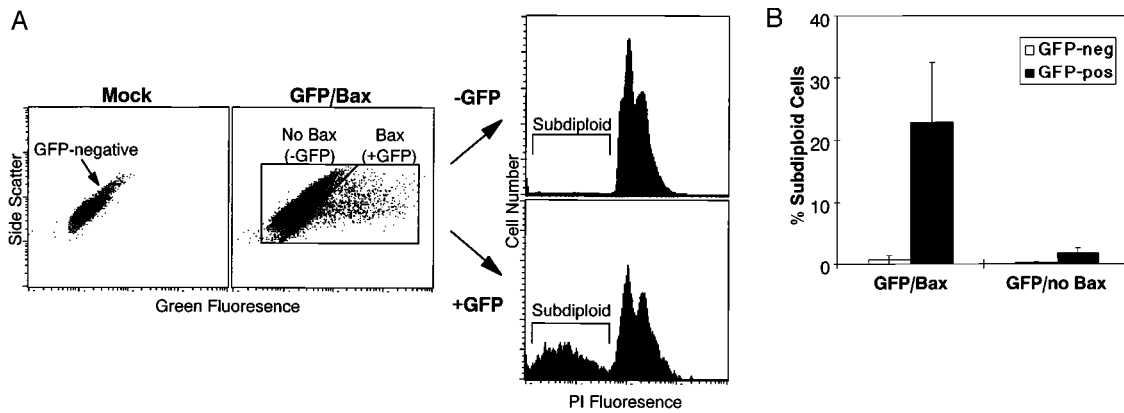 A
Mock
GFP-negative
Side Scatter
GFP/Bax
No Bax
(-GFP)
Bax
(+GFP)
Green Fluoresence
-GFP
+GFP
Subdiploid
Cell Number
Subdiploid
PI Fluoresence
B
% Subdiploid Cells
40
30
20
10
0
GFP-neg
GFP-pos
GFP/Bax
GFP/no Bax